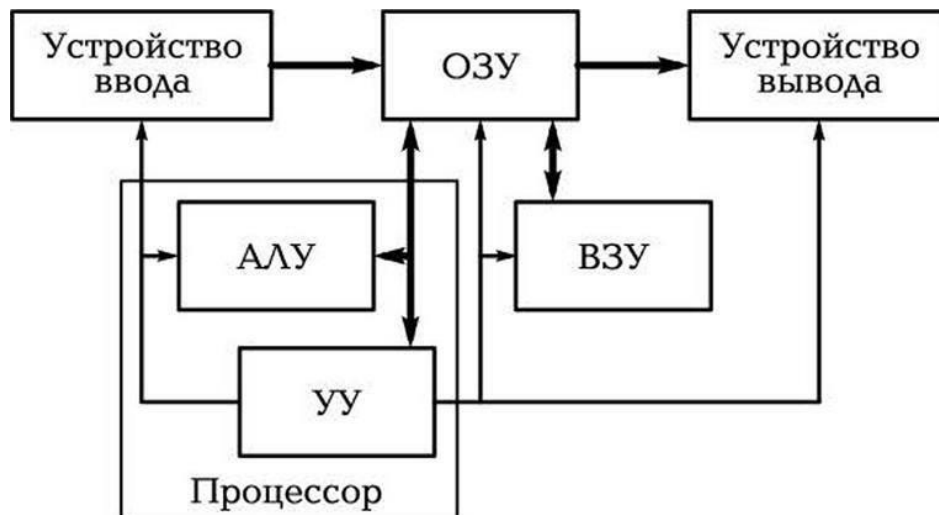 Устройство
ввода
ОЗУ
Устройство
вывода
АЛУ
ВЗУ
УУ
Процессор